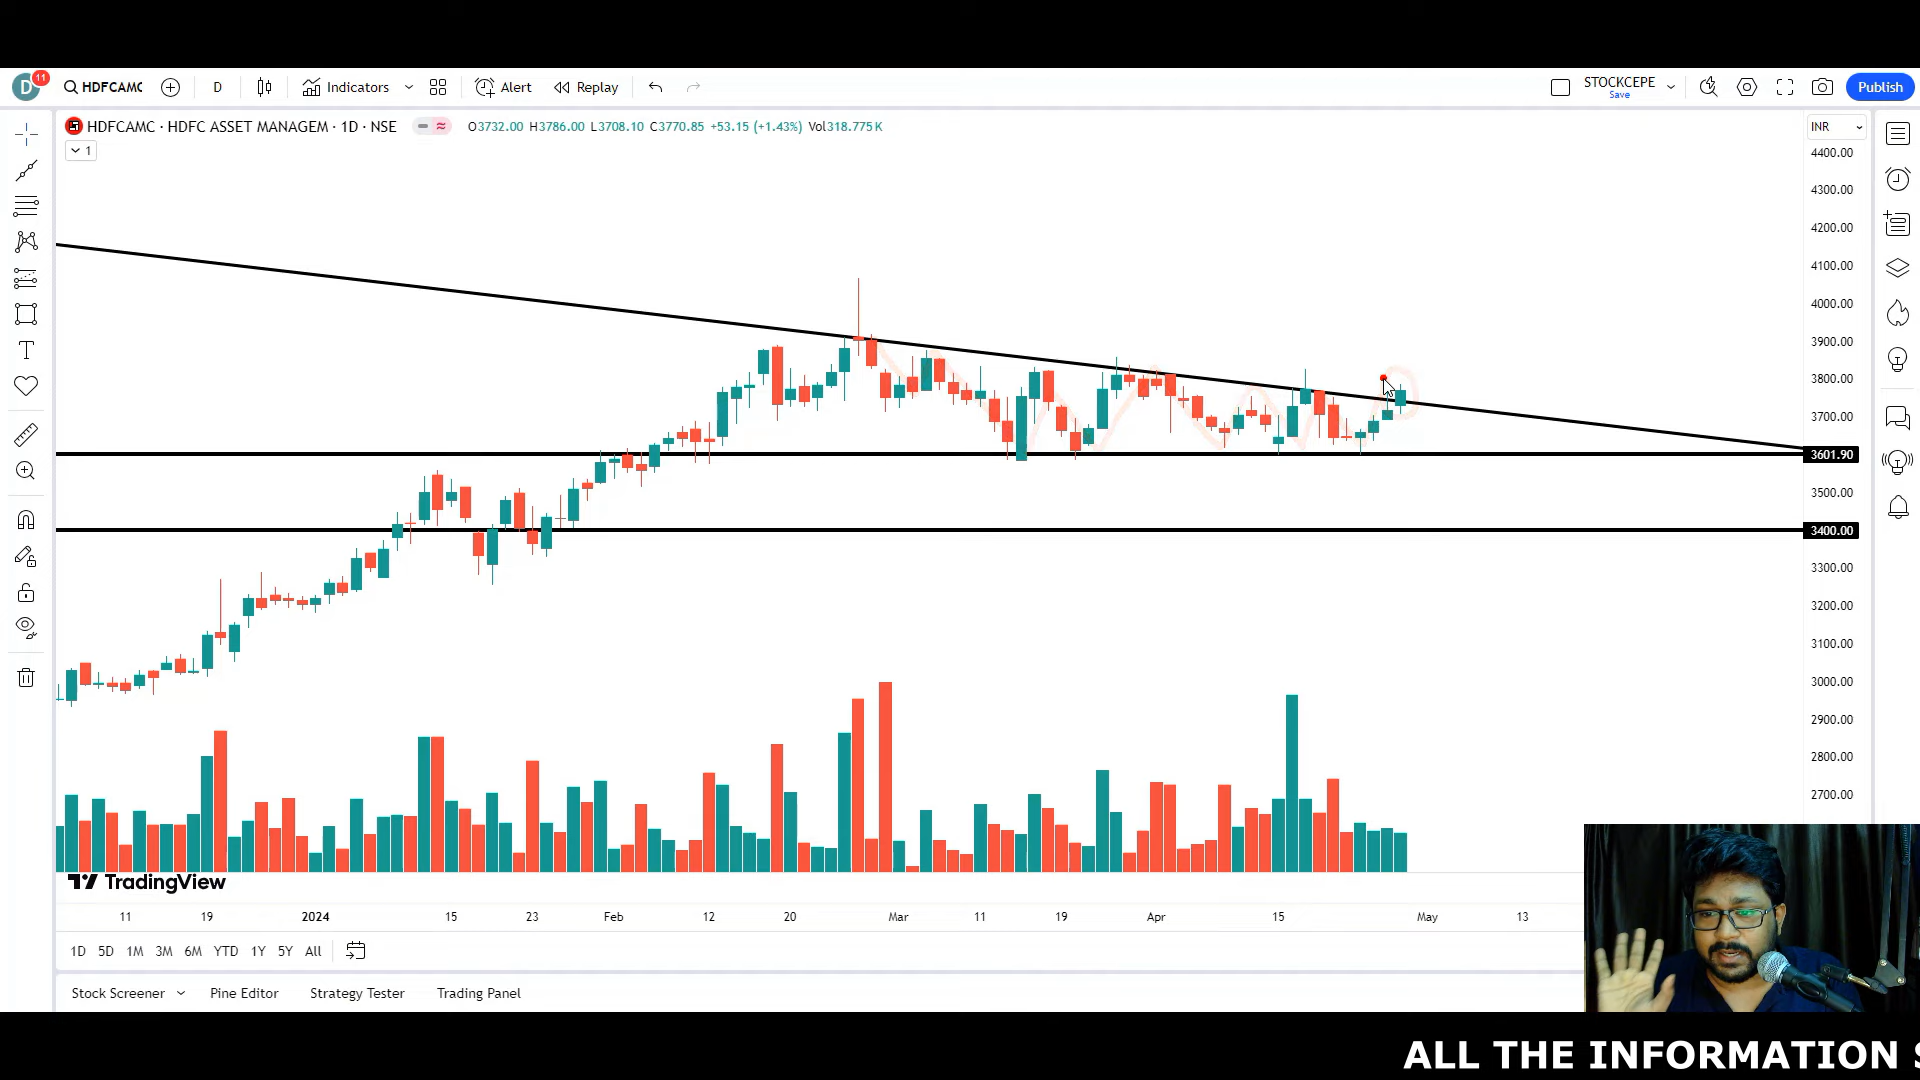 D 11 HDFCAMC D Indicators Alert Replay STOCKCEPE Save Publish
HDFCAMC · HDFC ASSET MANAGEM · 1D · NSE O3732.00 H3786.00 L3708.10 C3770.85 +53.15 (+1.43%) Vol318.775K INR
1
4400.00
4300.00
4200.00
4100.00
4000.00
3900.00
3800.00
3700.00
3601.90
3500.00
3400.00
3300.00
3200.00
3100.00
3000.00
2900.00
2800.00
2700.00
TradingView
11 19 2024 15 23 Feb 12 20 Mar 11 19 Apr 15 May 13
1D 5D 1M 3M 6M YTD 1Y 5Y All
Stock Screener Pine Editor Strategy Tester Trading Panel
ALL THE INFORMATION